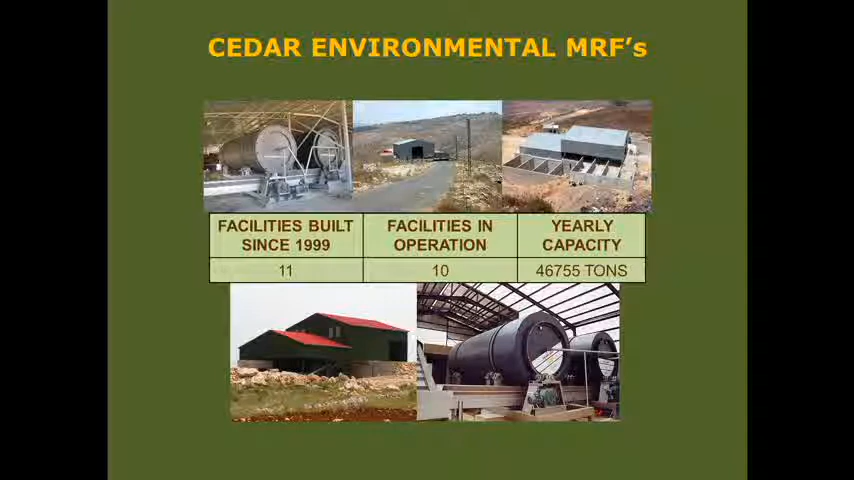 CEDAR ENVIRONMENTAL MRF’s
FACILITIES BUILT SINCE 1999
FACILITIES IN OPERATION
YEARLY CAPACITY
11
10
46755 TONS